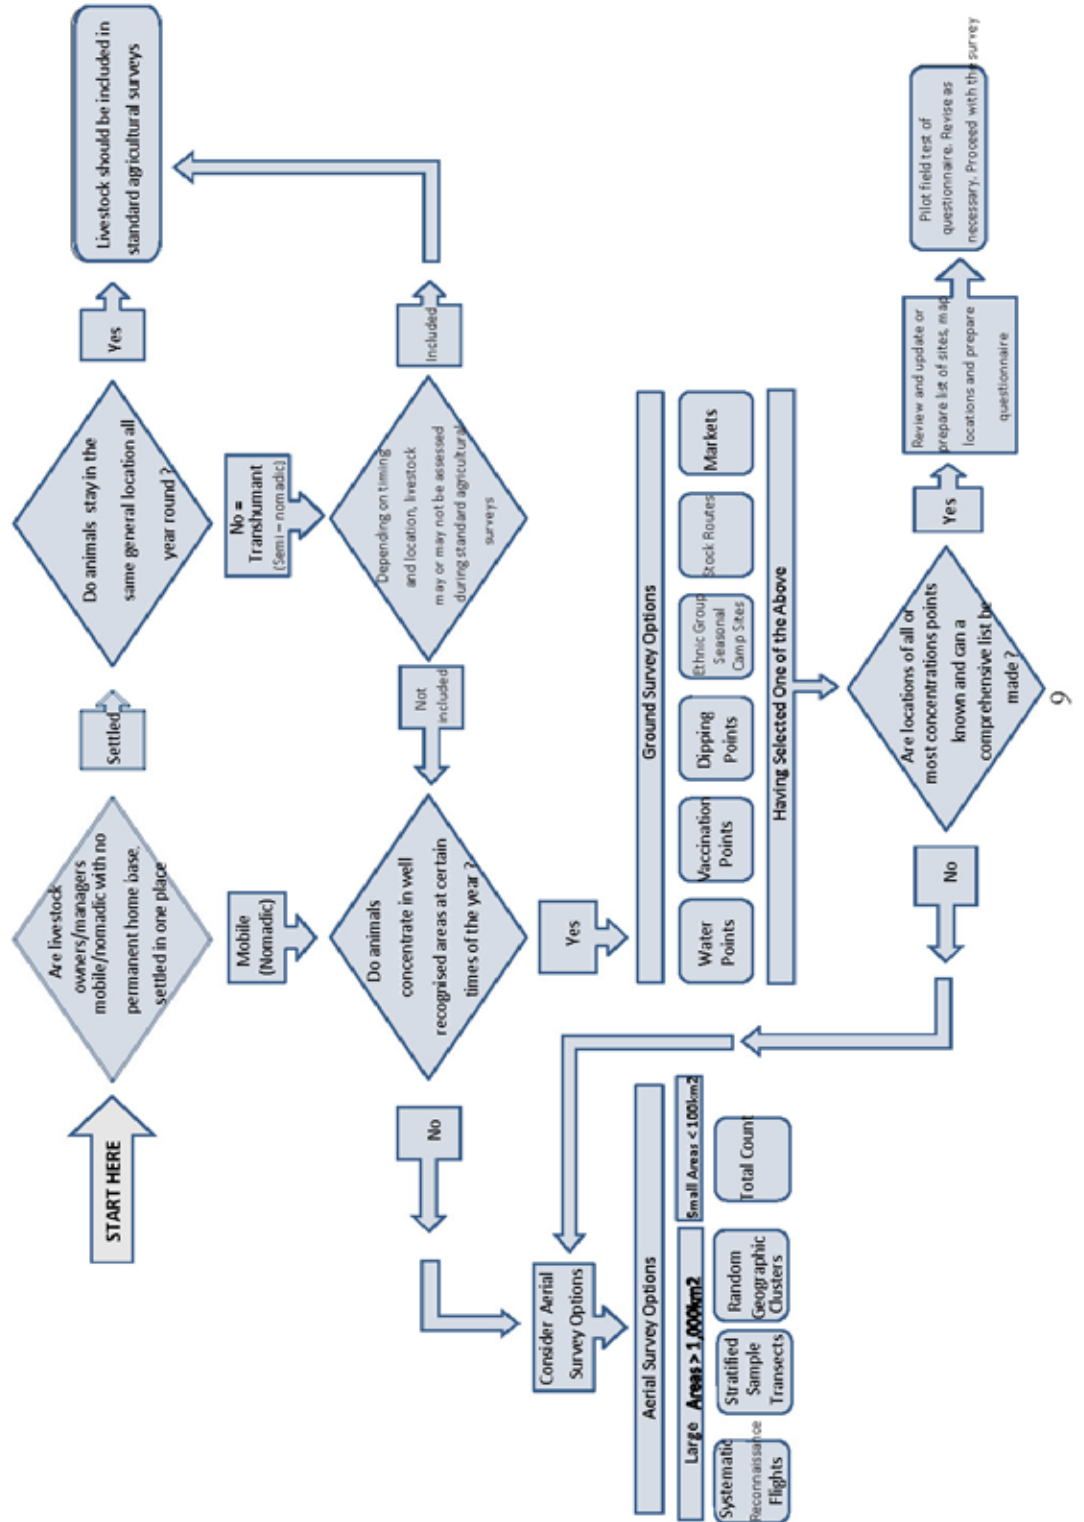 START HERE
Are livestock
owners/managers
mobile/nomadic with no
permanent home base,
settled in one place
Settled
Do animals stay in the
same general location all
year round ?
Yes
Livestock should be included in
standard agricultural surveys
Mobile
(Nomadic)
No =
Transhumant
(Semi – nomadic)
Do animals
concentrate in well
recognised areas at certain
times of the year ?
Not
included
Depending on timing
and location, livestock
may or may not be assessed
during standard agricultural
surveys
Included
No
Yes
Consider Aerial
Survey Options
Aerial Survey Options
Large Areas > 1,000km2
Small Areas < 100km2
Systematic
Reconnaissance
Flights
Stratified
Sample
Transects
Random
Geographic
Clusters
Total Count
Ground Survey Options
Water
Points
Vaccination
Points
Dipping
Points
Ethnic Group
Seasonal
Camp Sites
Stock Routes
Markets
Having Selected One of the Above
No
Are locations of all or
most concentrations points
known and can a
comprehensive list be
made ?
Yes
Review and update or
prepare list of sites, map
locations and prepare
questionnaire
Pilot field test of
questionnaire. Revise as
necessary. Proceed with the survey
9